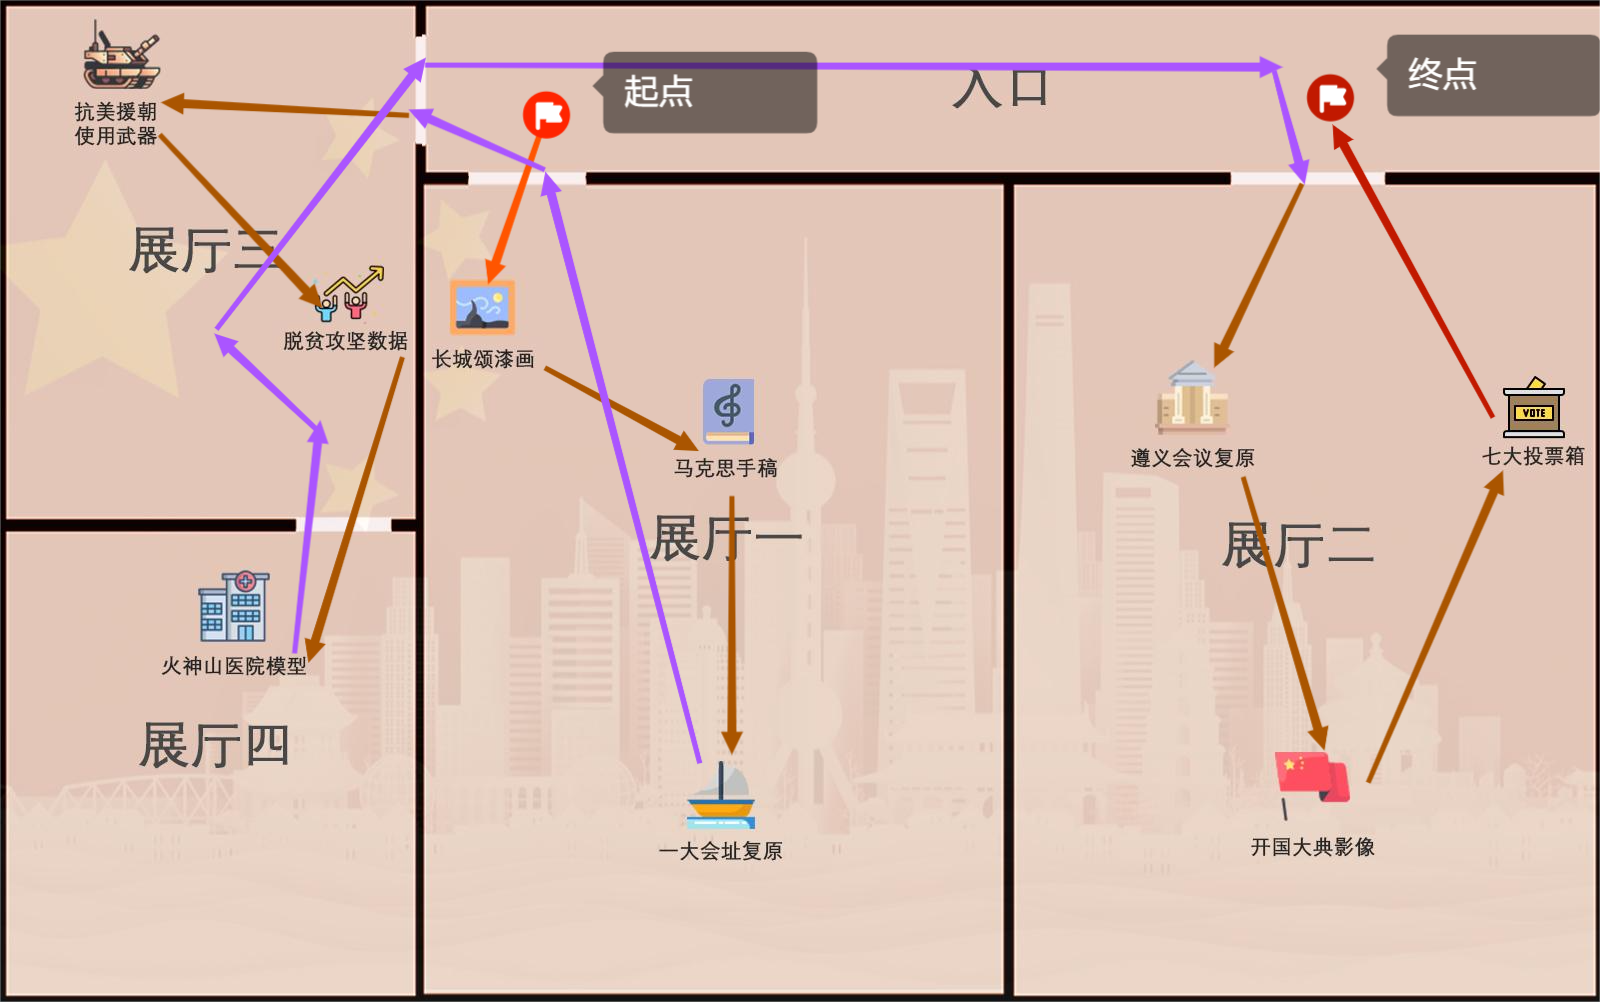 起点
终点
入口
抗美援朝
使用武器
展厅三
脱贫攻坚数据
长城颂漆画
马克思手稿
展厅一
一大会址复原
遵义会议复原
VOTE
七大投票箱
展厅二
开国大典影像
火神山医院模型
展厅四